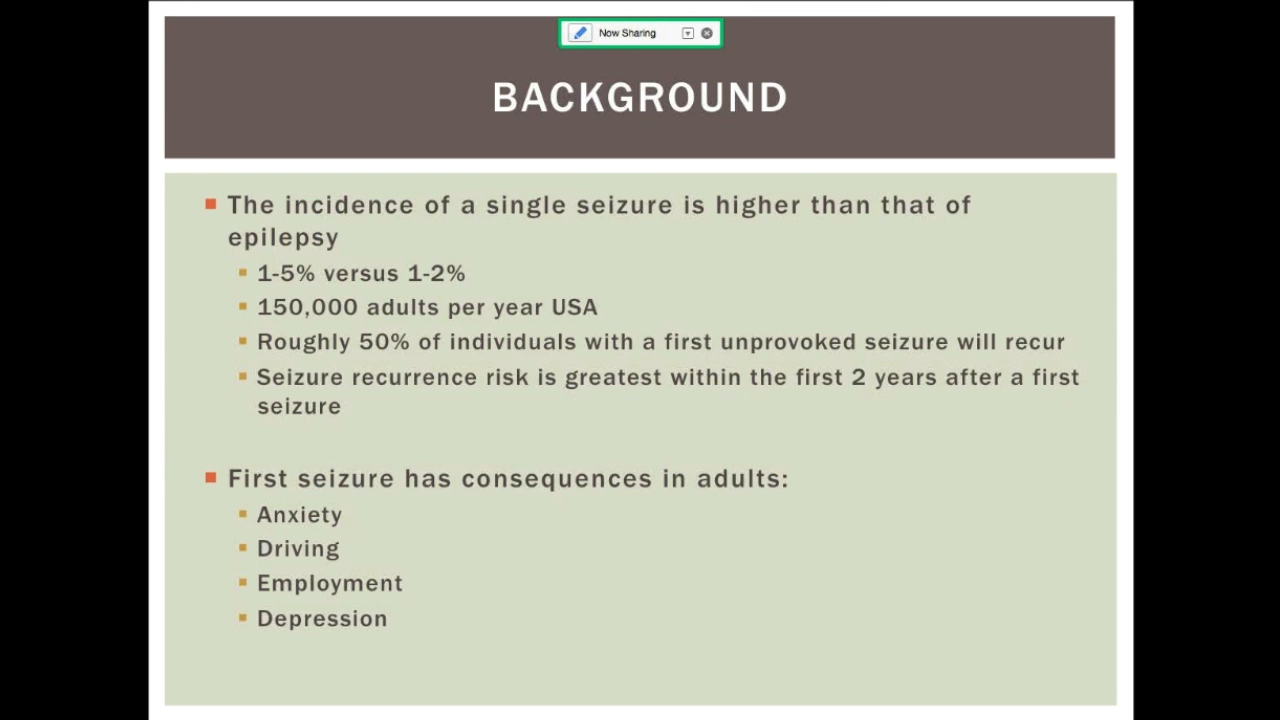 Now Sharing
BACKGROUND
The incidence of a single seizure is higher than that of
epilepsy
1-5% versus 1-2%
150,000 adults per year USA
Roughly 50% of individuals with a first unprovoked seizure will recur
Seizure recurrence risk is greatest within the first 2 years after a first
seizure
First seizure has consequences in adults:
Anxiety
Driving
Employment
Depression